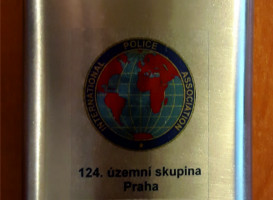 INTERNATIONAL POLICE ASSOCIATION
124. územní skupina
Praha